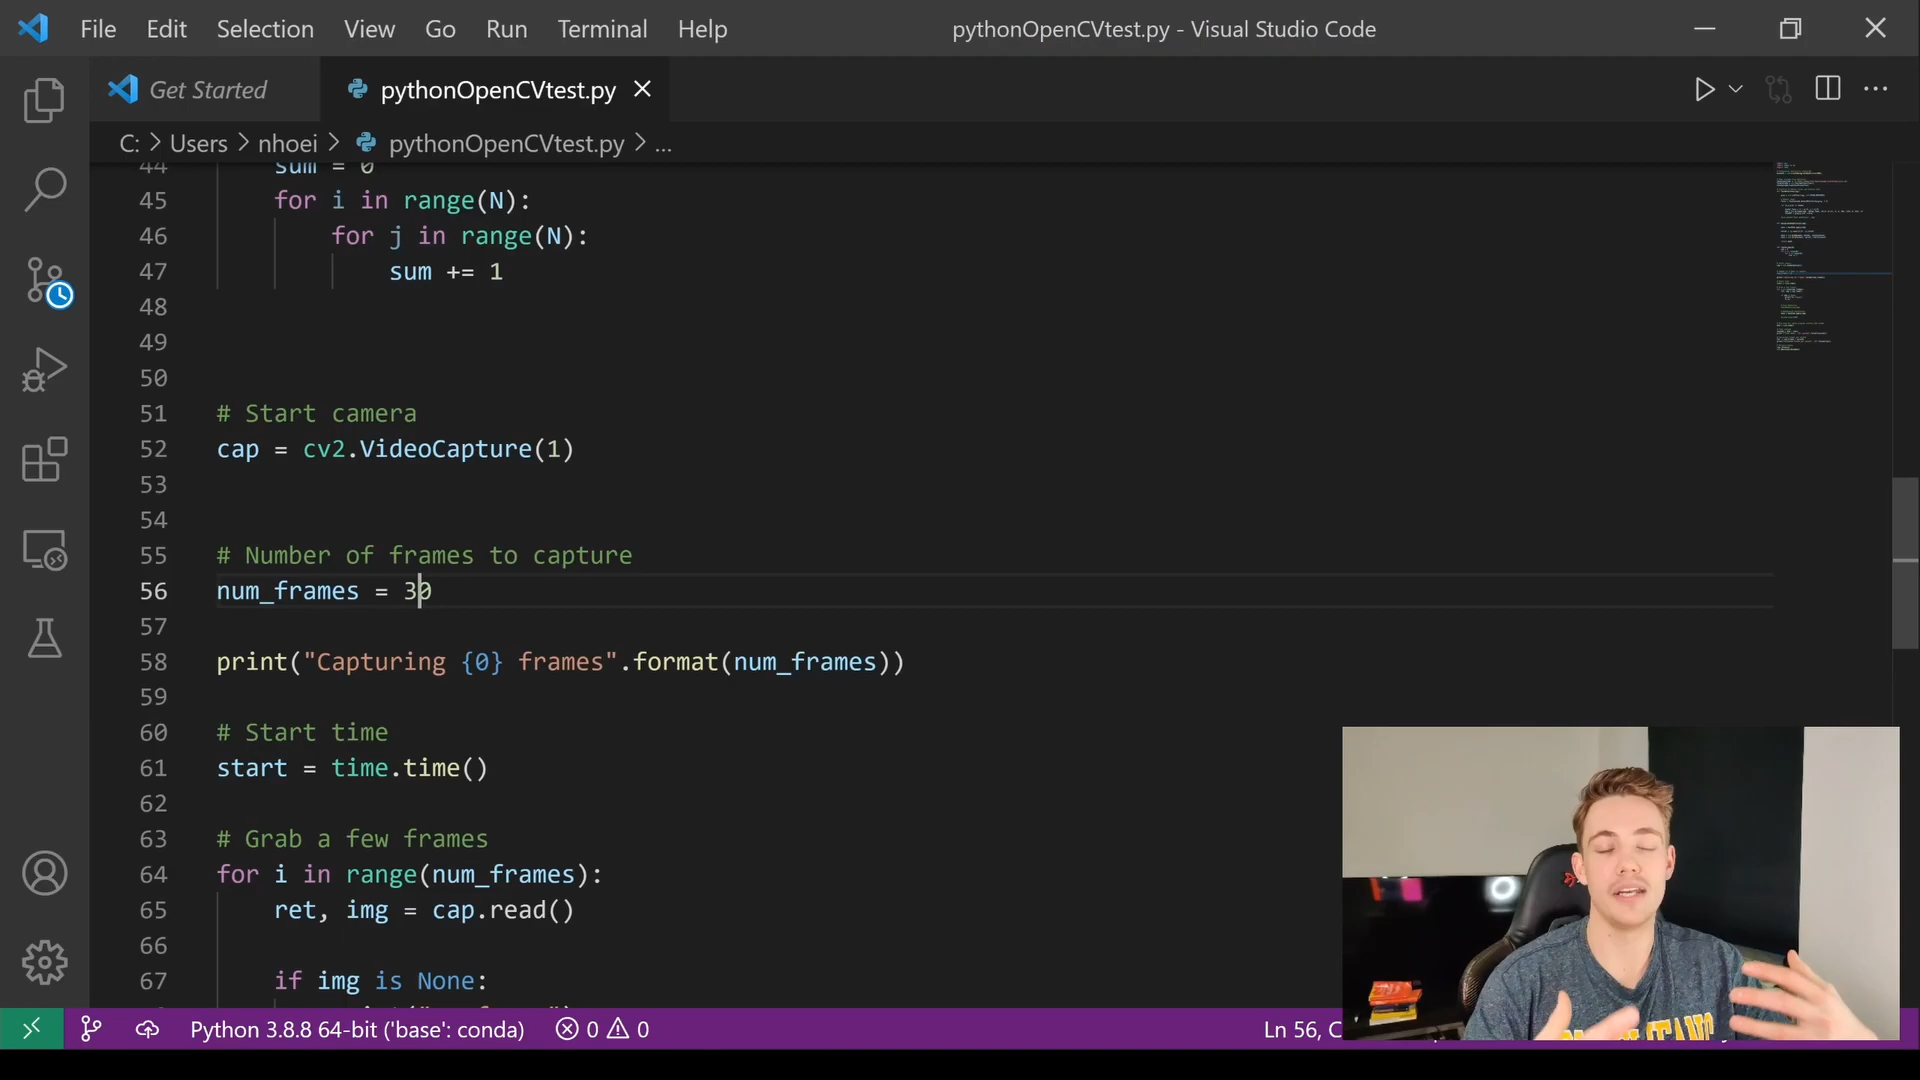 File Edit Selection View Go Run Terminal Help
pythonOpenCVtest.py - Visual Studio Code
Get Started
pythonOpenCVtest.py
C: > Users > nhoei > pythonOpenCVtest.py > ...
44 sum = 0
45 for i in range(N):
46 for j in range(N):
47 sum += 1
48
49
50
51 # Start camera
52 cap = cv2.VideoCapture(1)
53
54
55 # Number of frames to capture
56 num_frames = 30
57
58 print("Capturing {0} frames".format(num_frames))
59
60 # Start time
61 start = time.time()
62
63 # Grab a few frames
64 for i in range(num_frames):
65 ret, img = cap.read()
66
67 if img is None:
Python 3.8.8 64-bit ('base': conda) 0 0
Ln 56, C